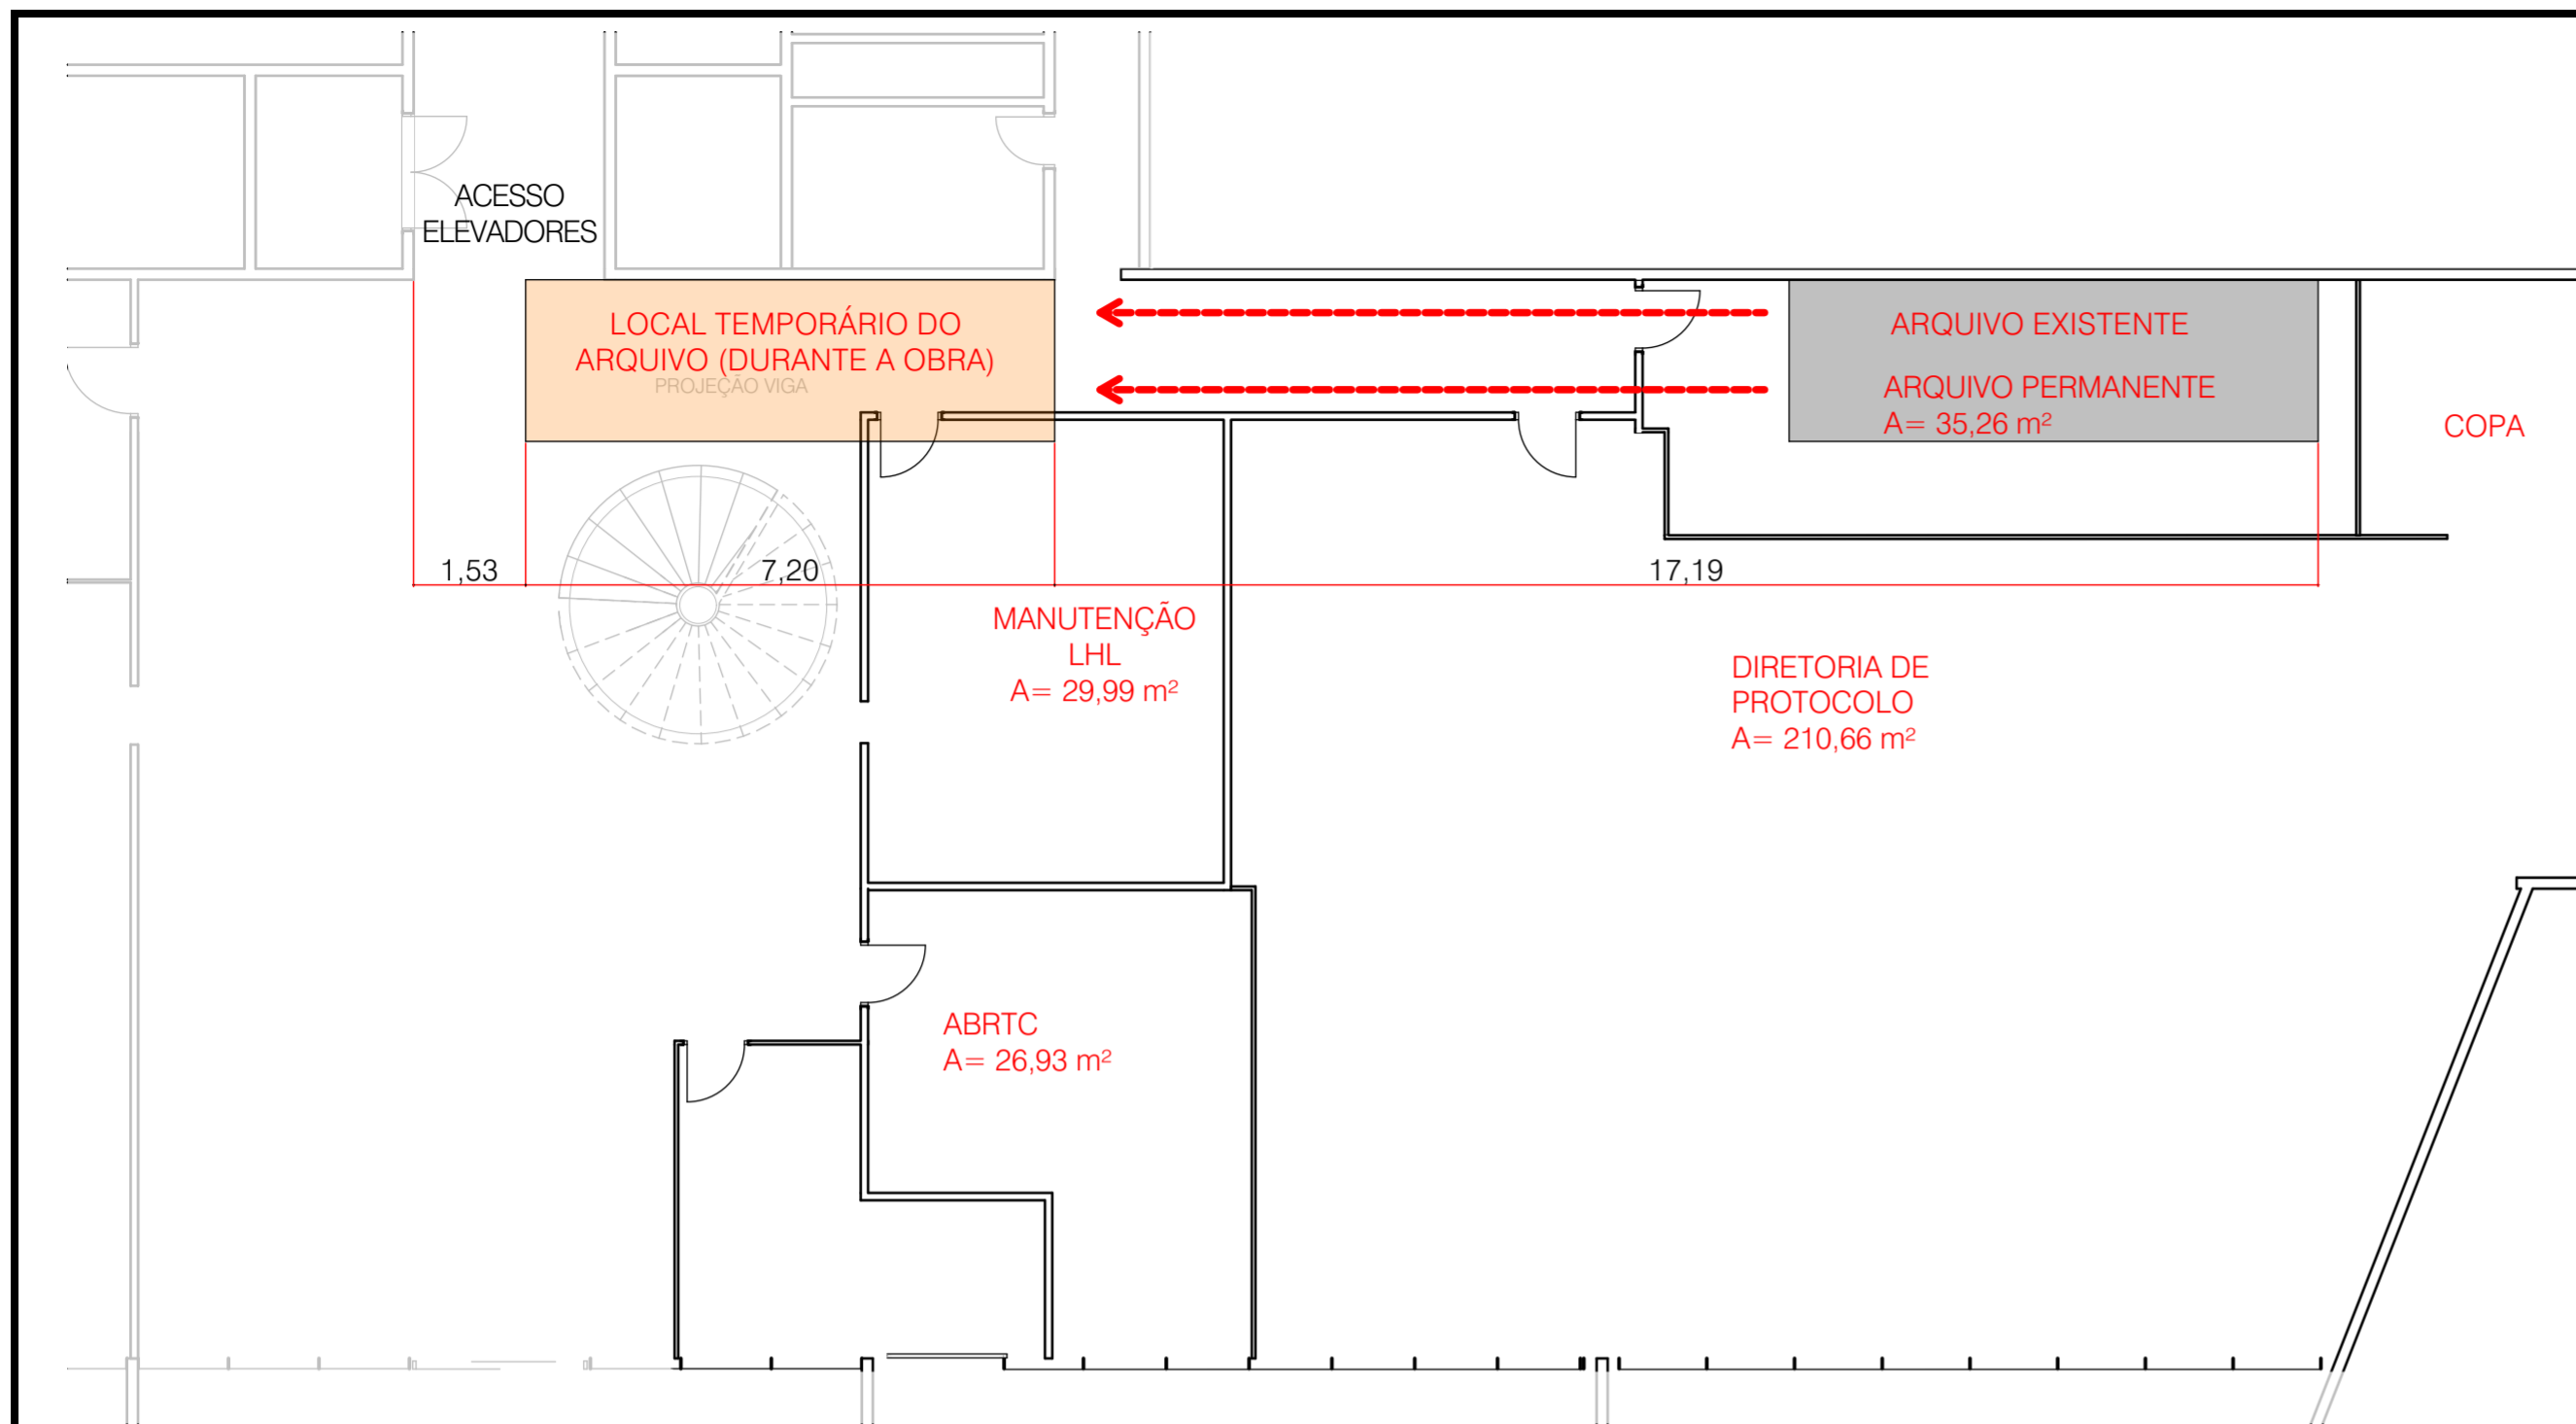 ACESSO
ELEVADORES
LOCAL TEMPORÁRIO DO
ARQUIVO (DURANTE A OBRA)
PROJEÇÃO VIGA
ARQUIVO EXISTENTE
ARQUIVO PERMANENTE
A= 35,26 m²
COPA
1,53
7,20
17,19
MANUTENÇÃO
LHL
A= 29,99 m²
DIRETORIA DE
PROTOCOLO
A= 210,66 m²
ABRTC
A= 26,93 m²